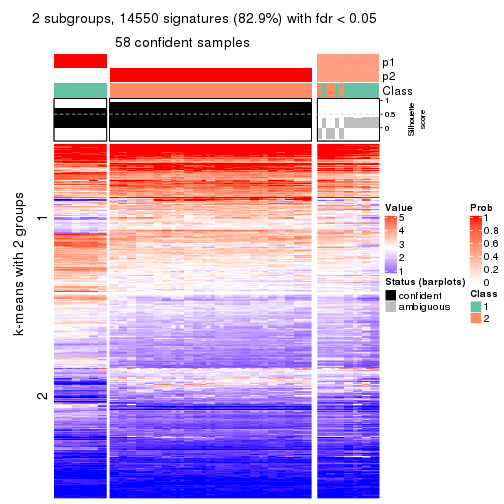 2 subgroups, 14550 signatures (82.9%) with fdr < 0.05
58 confident samples
p1
p2
Class
1
0.5
0
Silhouette
score
k-means with 2 groups
1
2
Value
5
4
3
2
1
Prob
1
0.8
0.6
0.4
0.2
0
Status (barplots)
confident
ambiguous
Class
1
2